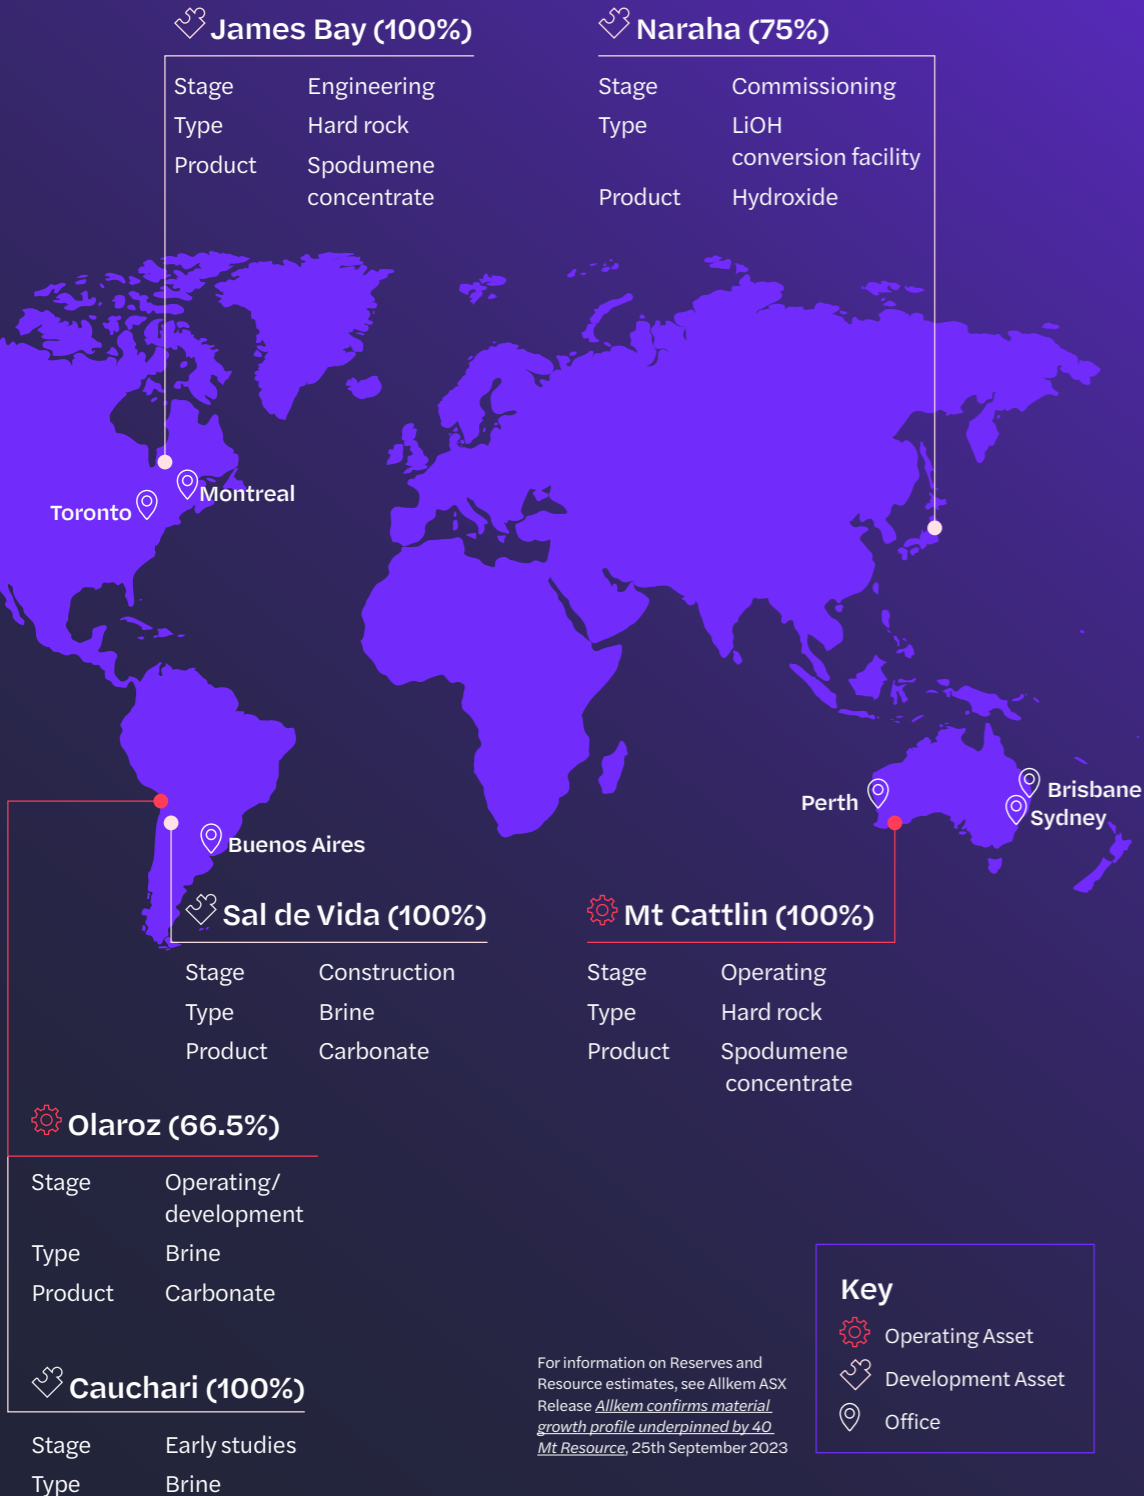 James Bay (100%)
Stage Engineering
Type Hard rock
Product Spodumene
concentrate
Naraha (75%)
Stage Commissioning
Type LiOH
conversion facility
Product Hydroxide
Toronto
Montreal
Buenos Aires
Perth
Brisbane
Sydney
Sal de Vida (100%)
Stage Construction
Type Brine
Product Carbonate
Mt Cattlin (100%)
Stage Operating
Type Hard rock
Product Spodumene
concentrate
Olaroz (66.5%)
Stage Operating/
development
Type Brine
Product Carbonate
Cauchari (100%)
Stage Early studies
Type Brine
For information on Reserves and
Resource estimates, see Allkem ASX
Release Allkem confirms material
growth profile underpinned by 40
Mt Resource, 25th September 2023
Key
Operating Asset
Development Asset
Office